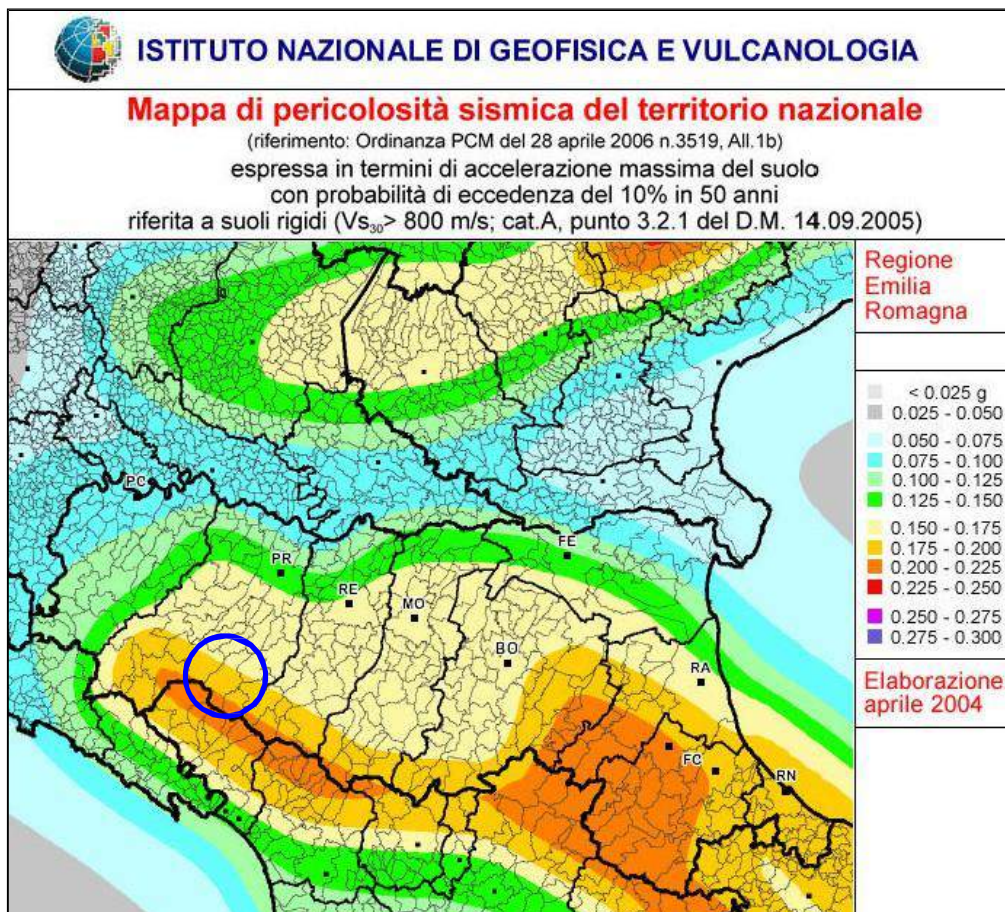 ISTITUTO NAZIONALE DI GEOFISICA E VULCANOLOGIA
Mappa di pericolosità sismica del territorio nazionale
(riferimento: Ordinanza PCM del 28 aprile 2006 n.3519, All.1b)
espressa in termini di accelerazione massima del suolo
con probabilità di eccedenza del 10% in 50 anni
riferita a suoli rigidi (Vs30> 800 m/s; cat.A, punto 3.2.1 del D.M. 14.09.2005)
Regione
Emilia
Romagna
< 0.025 g
0.025 - 0.050
0.050 - 0.075
0.075 - 0.100
0.100 - 0.125
0.125 - 0.150
0.150 - 0.175
0.175 - 0.200
0.200 - 0.225
0.225 - 0.250
0.250 - 0.275
0.275 - 0.300
Elaborazione
aprile 2004
PC
PR
RE
MO
FE
BO
RA
FC
RN